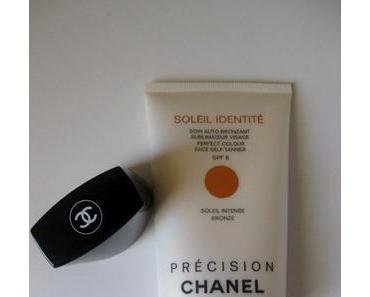 SOLEIL IDENTITÉ
SOIN AUTO-BRONZANT
SUBLIMATEUR VISAGE
PERFECT COLOUR
FACE SELF-TANNER
SPF 8
SOLEIL INTENSE
BRONZE
PRÉCISION
CHANEL